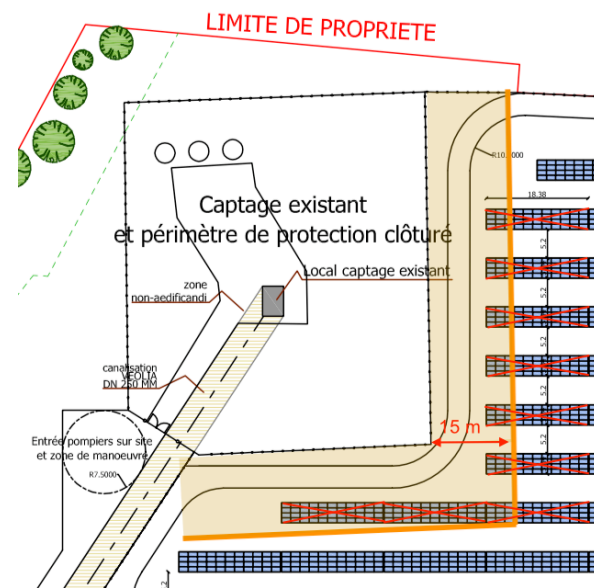 LIMITE DE PROPRIETE
R10.0000
18.38
Captage existant
et périmètre de protection clôturé
5.2
Local captage existant
zone
non-aedificandi
5.2
5.2
canalisation
VEOLIA
DN 250 MM
5.2
Entrée pompiers sur site
et zone de manoeuvre
R7.5000
15 m
5.2